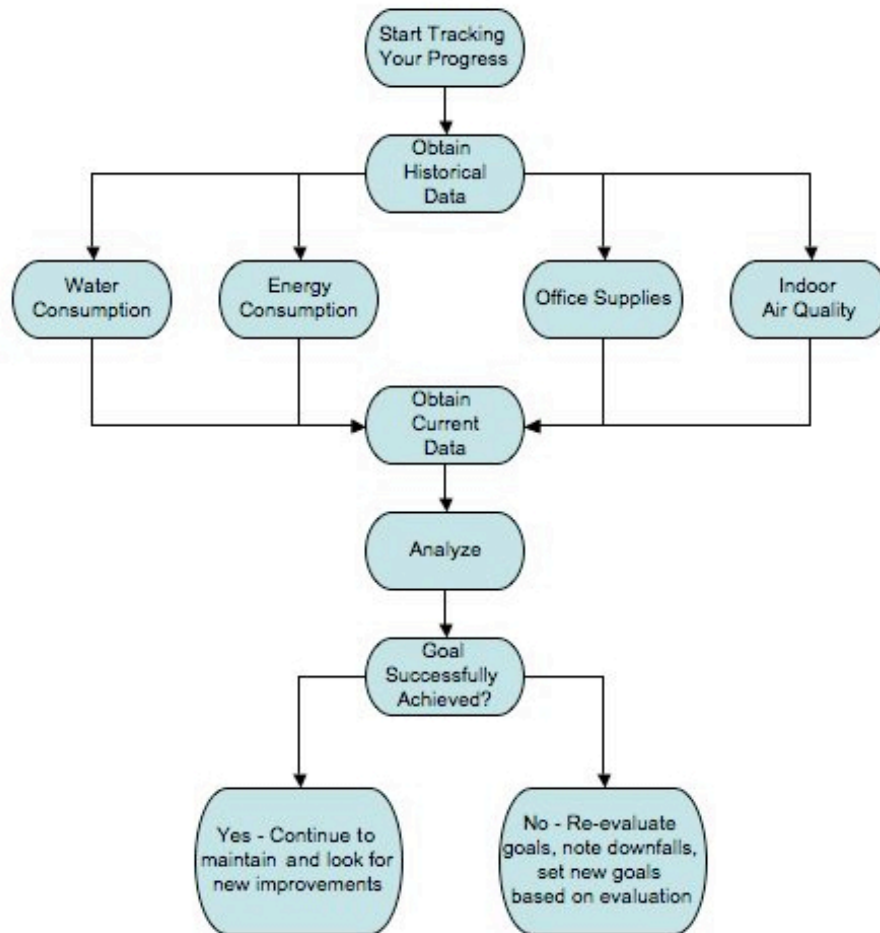 Start Tracking
Your Progress
Obtain
Historical
Data
Water
Consumption
Energy
Consumption
Office Supplies
Indoor
Air Quality
Obtain
Current
Data
Analyze
Goal
Successfully
Achieved?
Yes - Continue to
maintain and look for
new improvements
No - Re-evaluate
goals, note downfalls,
set new goals
based on evaluation